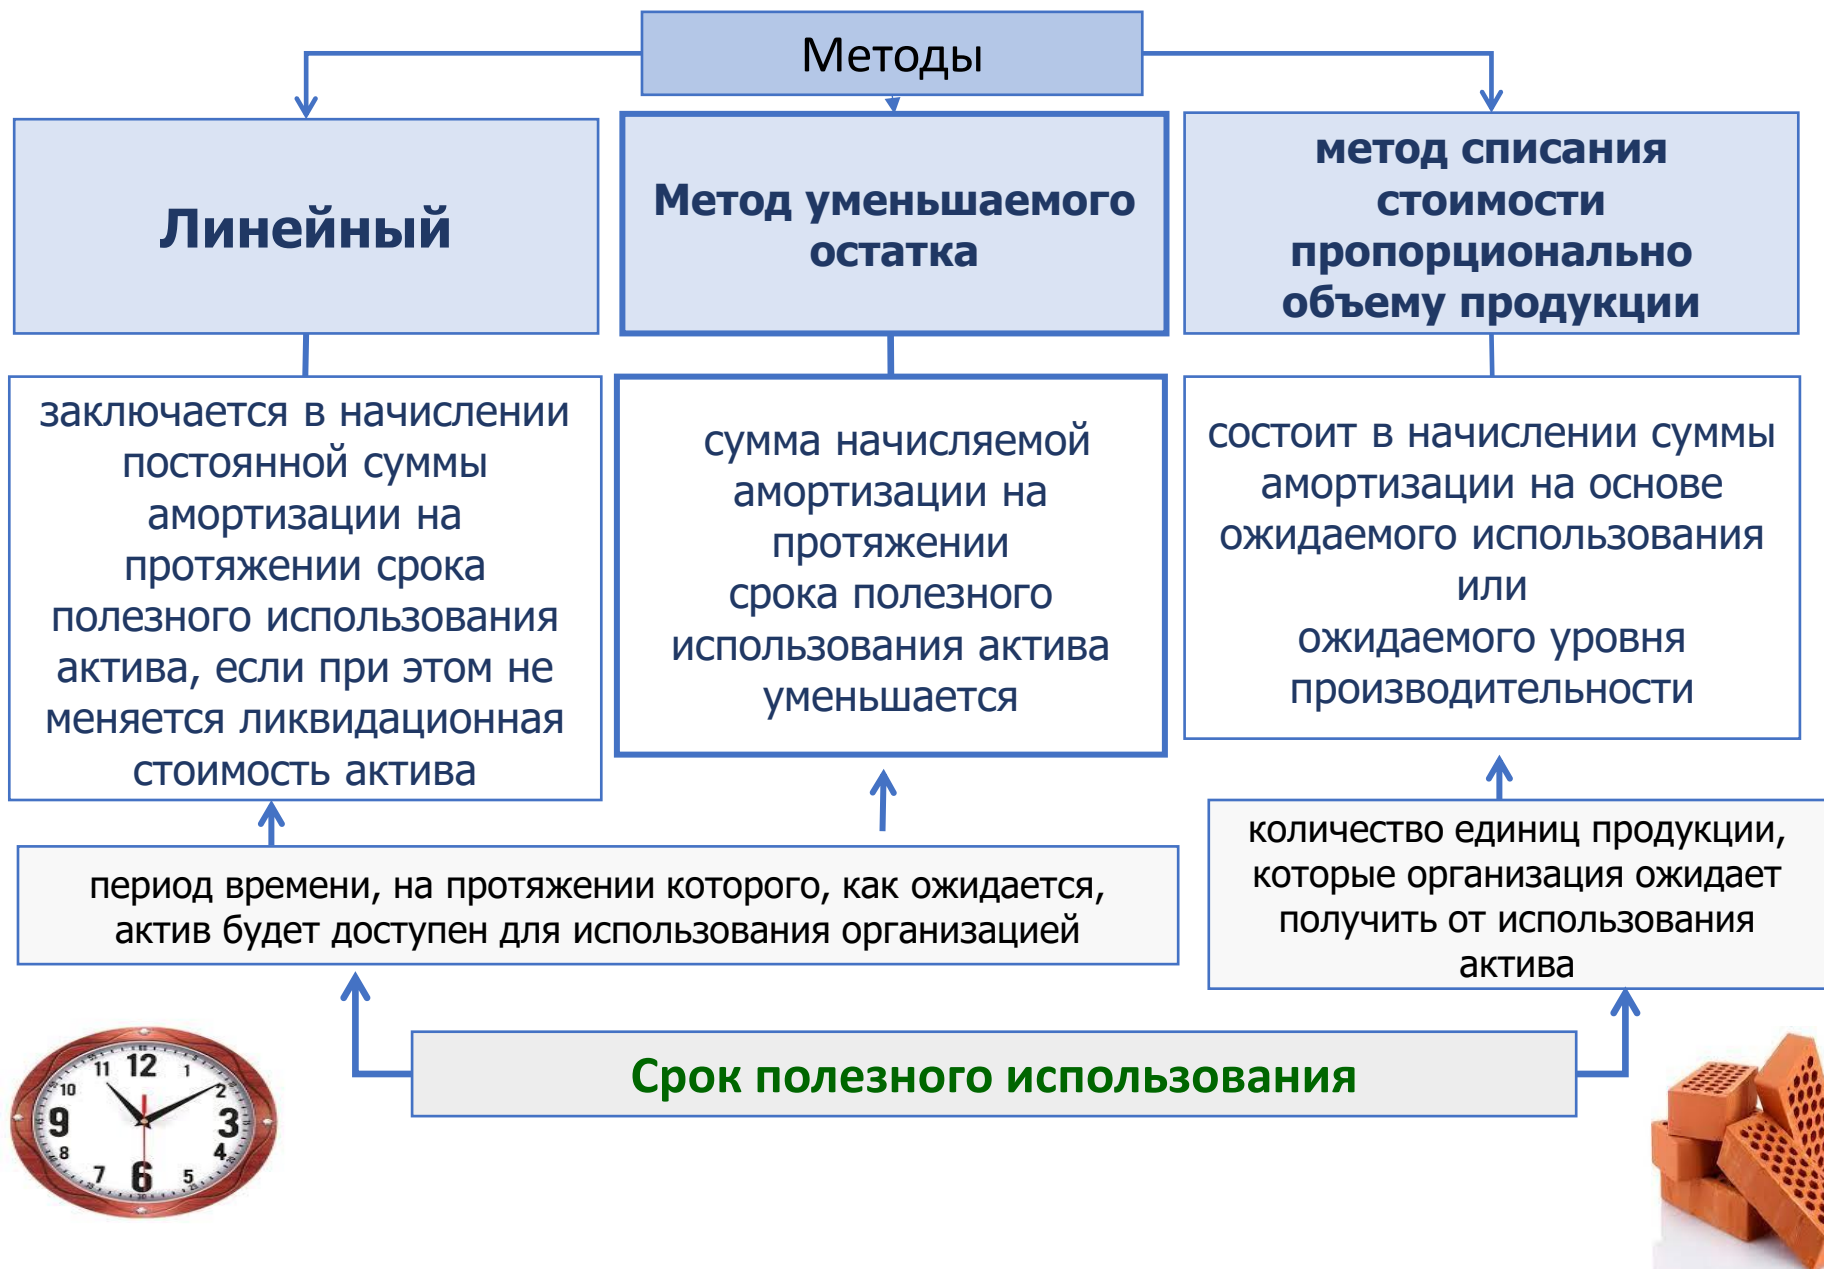 Методы
Линейный
Метод уменьшаемого
остатка
метод списания
стоимости
пропорционально
объему продукции
заключается в начислении
постоянной суммы
амортизации на
протяжении срока
полезного использования
актива, если при этом не
меняется ликвидационная
стоимость актива
сумма начисляемой
амортизации на
протяжении
срока полезного
использования актива
уменьшается
состоит в начислении суммы
амортизации на основе
ожидаемого использования
или
ожидаемого уровня
производительности
период времени, на протяжении которого, как ожидается,
актив будет доступен для использования организацией
количество единиц продукции,
которые организация ожидает
получить от использования
актива
Срок полезного использования
12
1
2
3
4
5
6
7
8
9
10
11